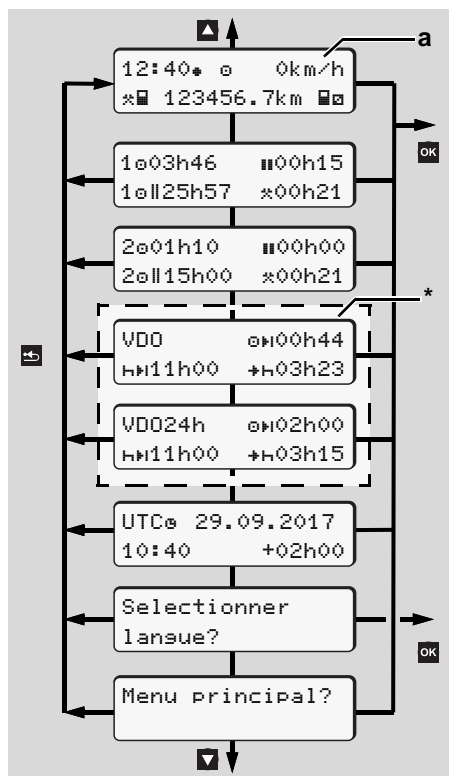 a
12:40 0km/h
123456.7km
OK
1 03h46 00h15
1 25h57 00h21
2 01h10 00h00
2 15h00 00h21
*
VDO 00h44
11h00 03h23
VDO24h 02h00
11h00 03h15
UTC 29.09.2017
10:40 +02h00
Selectionner
langue?
OK
Menu principal?